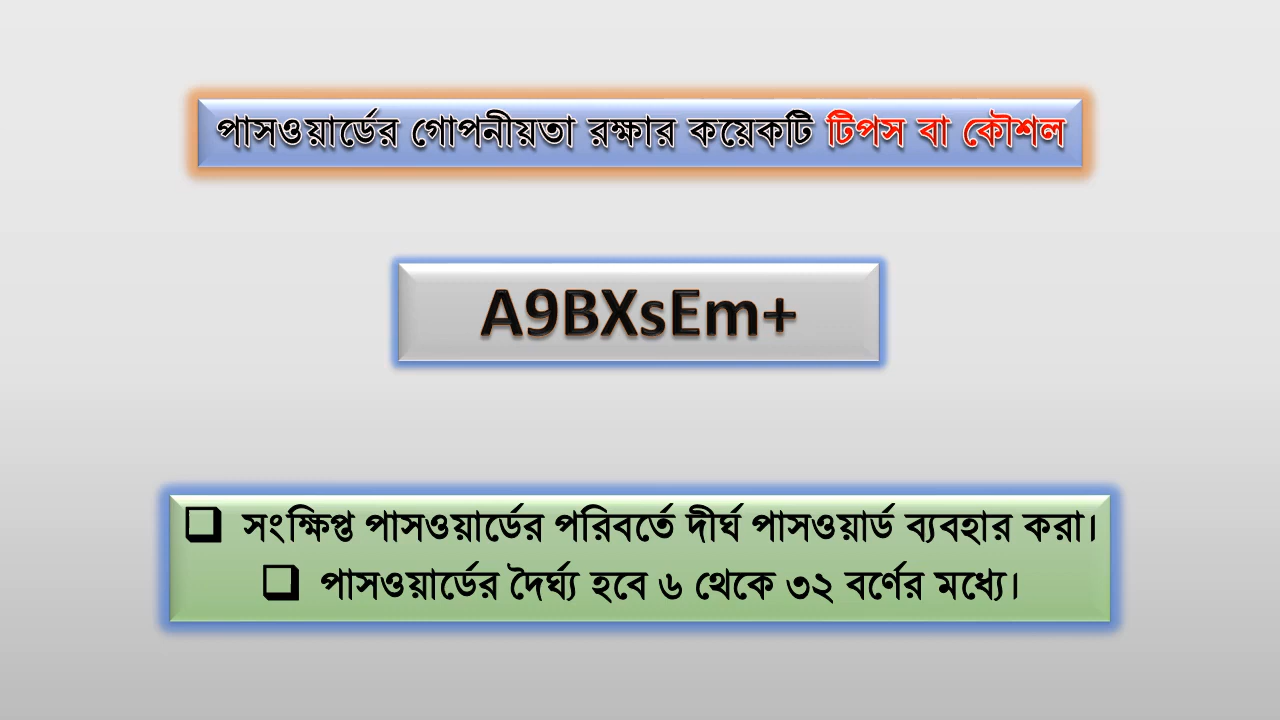 পাসওয়ার্ডের গোপনীয়তা রক্ষার কয়েকটি টিপস বা কৌশল
A9BXsEm+
❑ সংক্ষিপ্ত পাসওয়ার্ডের পরিবর্তে দীর্ঘ পাসওয়ার্ড ব্যবহার করা।
❑ পাসওয়ার্ডের দৈর্ঘ্য হবে ৬ থেকে ৩২ বর্ণের মধ্যে।